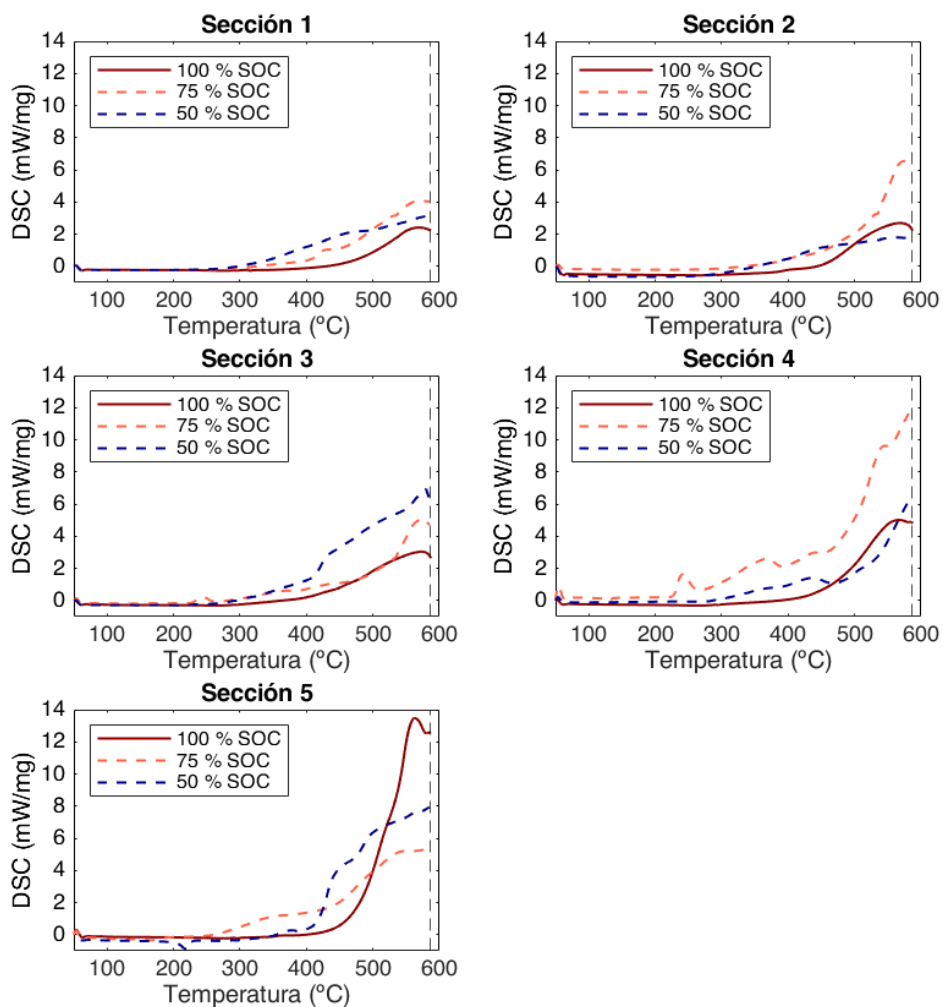 Sección 1
DSC (mW/mg)
14
12
10
8
6
4
2
0
100 % SOC
75 % SOC
50 % SOC
100 200 300 400 500 600
Temperatura (ºC)
Sección 2
DSC (mW/mg)
14
12
10
8
6
4
2
0
100 % SOC
75 % SOC
50 % SOC
100 200 300 400 500 600
Temperatura (ºC)
Sección 3
DSC (mW/mg)
14
12
10
8
6
4
2
0
100 % SOC
75 % SOC
50 % SOC
100 200 300 400 500 600
Temperatura (ºC)
Sección 4
DSC (mW/mg)
14
12
10
8
6
4
2
0
100 % SOC
75 % SOC
50 % SOC
100 200 300 400 500 600
Temperatura (ºC)
Sección 5
DSC (mW/mg)
14
12
10
8
6
4
2
0
100 % SOC
75 % SOC
50 % SOC
100 200 300 400 500 600
Temperatura (ºC)